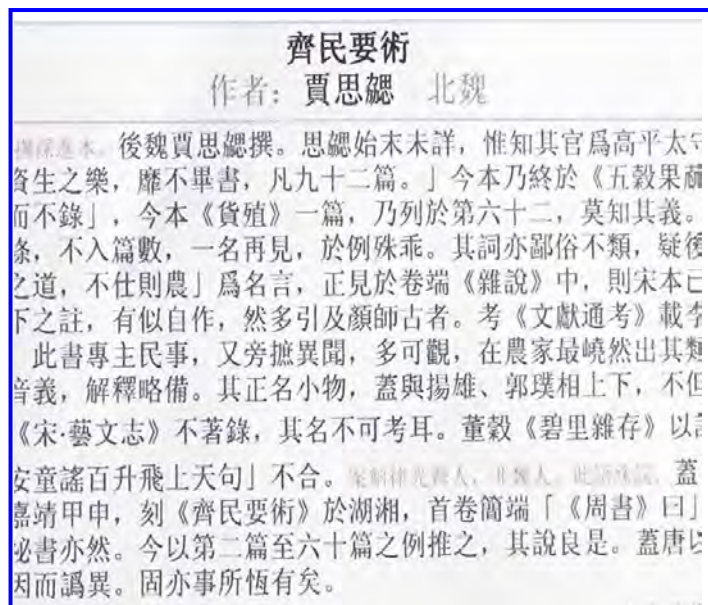 齊民要術
作者：賈思勰 北魏
後魏賈思勰撰。思勰始末未詳，惟知其官爲高平太守
資生之樂，靡不畢書，凡九十二篇。」今本乃終於《五穀果蓏
而不錄」，今本《貨殖》一篇，乃列於第六十二，莫知其義。
條，不入篇數，一名再見，於例殊乖。其詞亦鄙俗不類，疑後
之道，不仕則農」爲名言，正見於卷端《雜說》中，則宋本已
下之註，有似自作，然多引及顏師古者。考《文獻通考》載李
此書專主民事，又旁摭異聞，多可觀，在農家最嶢然出其類
音義，解釋略備。其正名小物，蓋與揚雄、郭璞相上下，不但
《宋·藝文志》不著錄，其名不可考耳。董穀《碧里雜存》以
安童謠百升飛上天句」不合。蓋
嘉靖甲申，刻《齊民要術》於湖湘，首卷簡端「《周書》曰」
祕書亦然。今以第二篇至六十篇之例推之，其說良是。蓋唐以
因而譌異。固亦事所恆有矣。